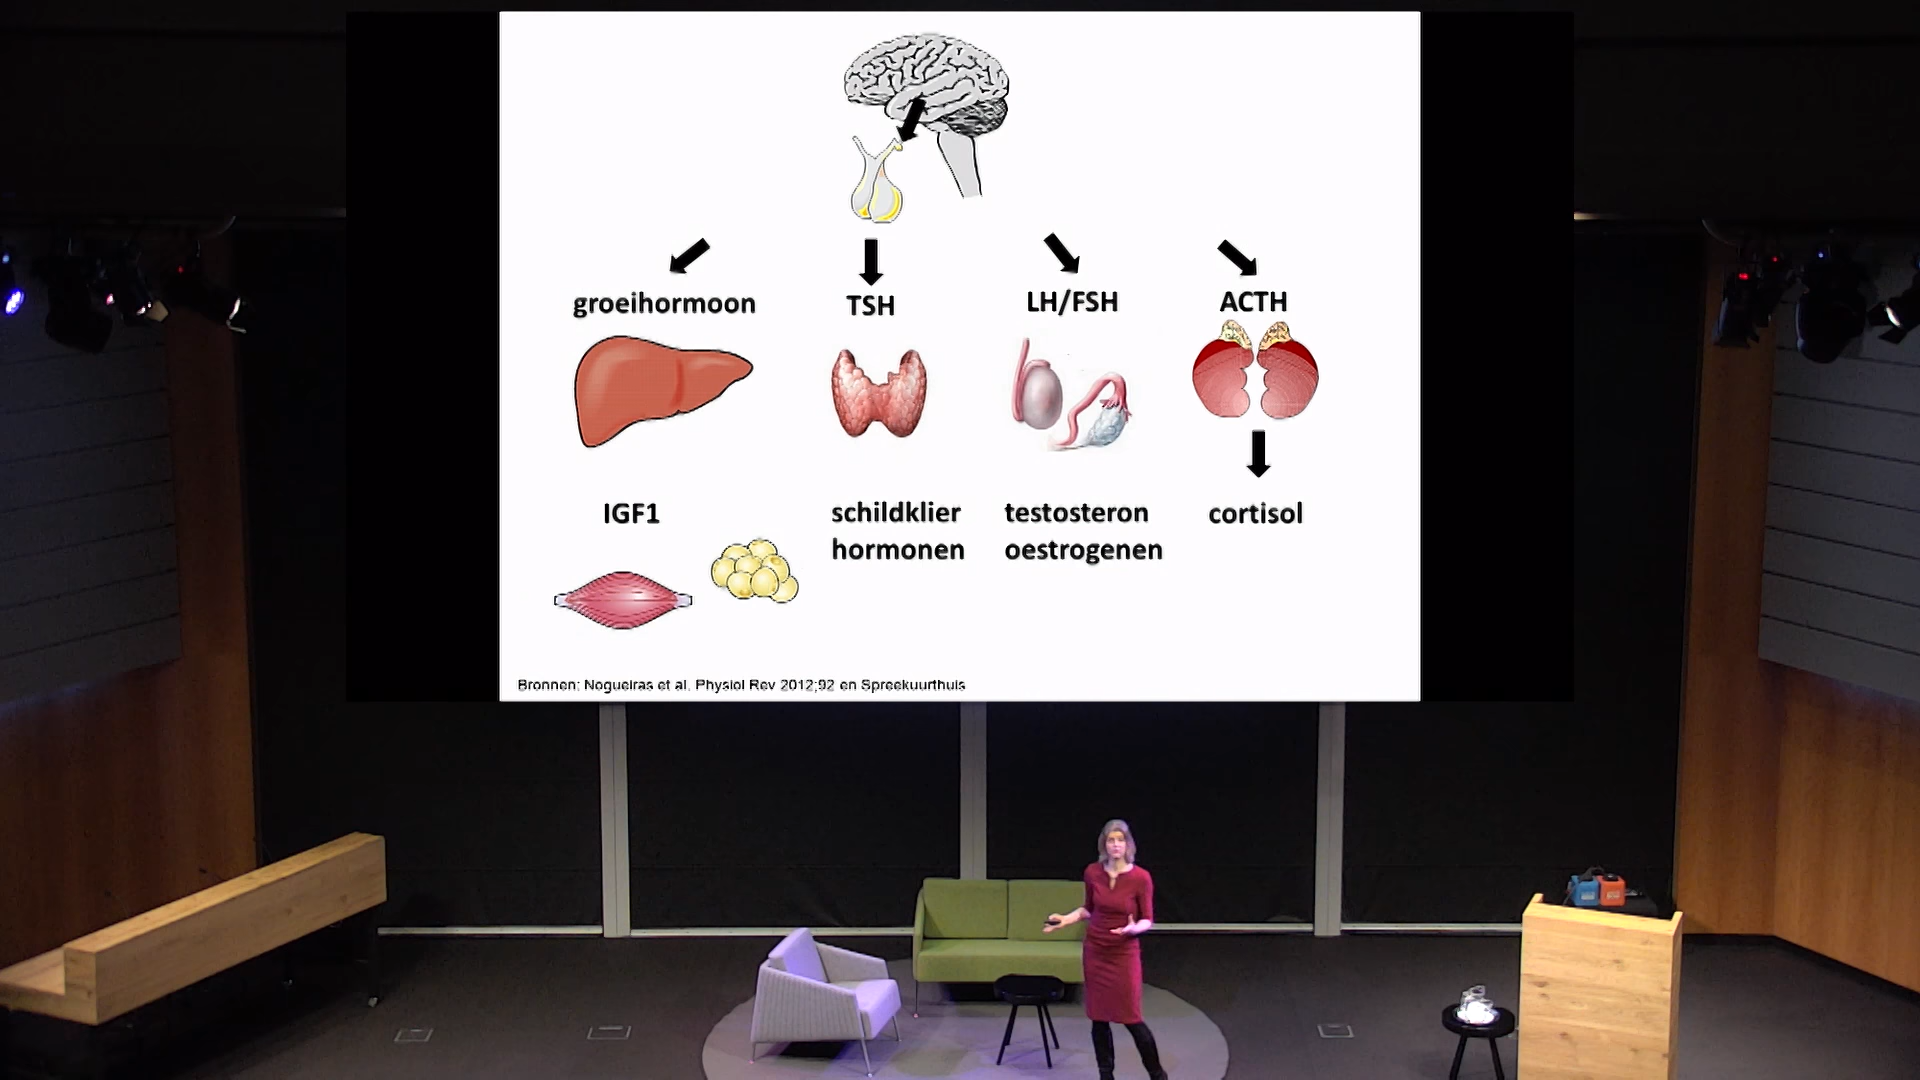 groeihormoon
TSH
LH/FSH
ACTH
IGF1
schildklier
hormonen
testosteron
oestrogenen
cortisol
Bronnen: Nogueiras et al. Physiol Rev 2012;92 en Spreekuurthuis